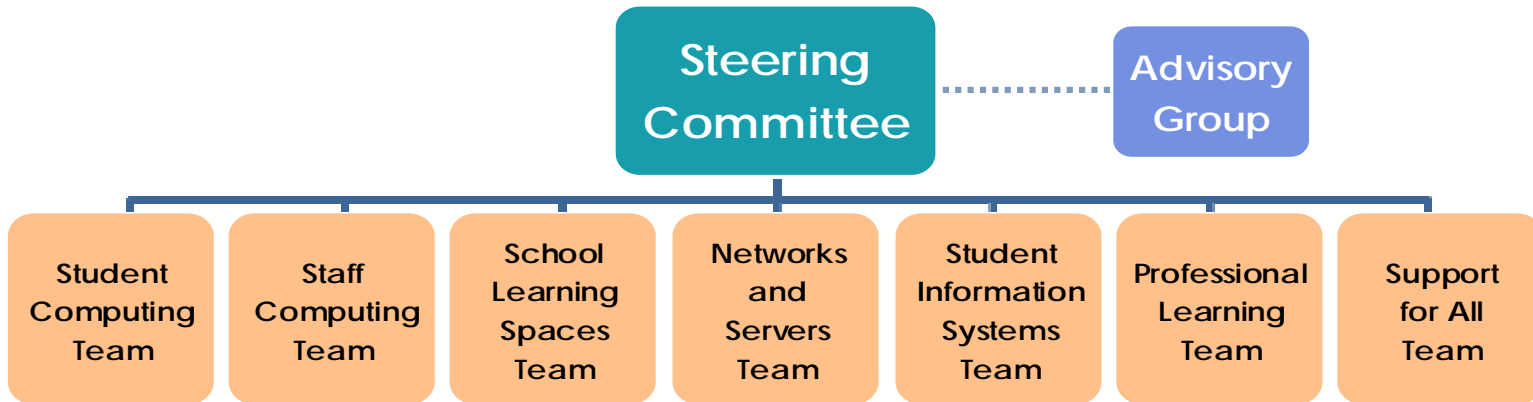 Steering
Committee
Advisory
Group
Student
Computing
Team
Staff
Computing
Team
School
Learning
Spaces
Team
Networks
and
Servers
Team
Student
Information
Systems
Team
Professional
Learning
Team
Support
for All
Team